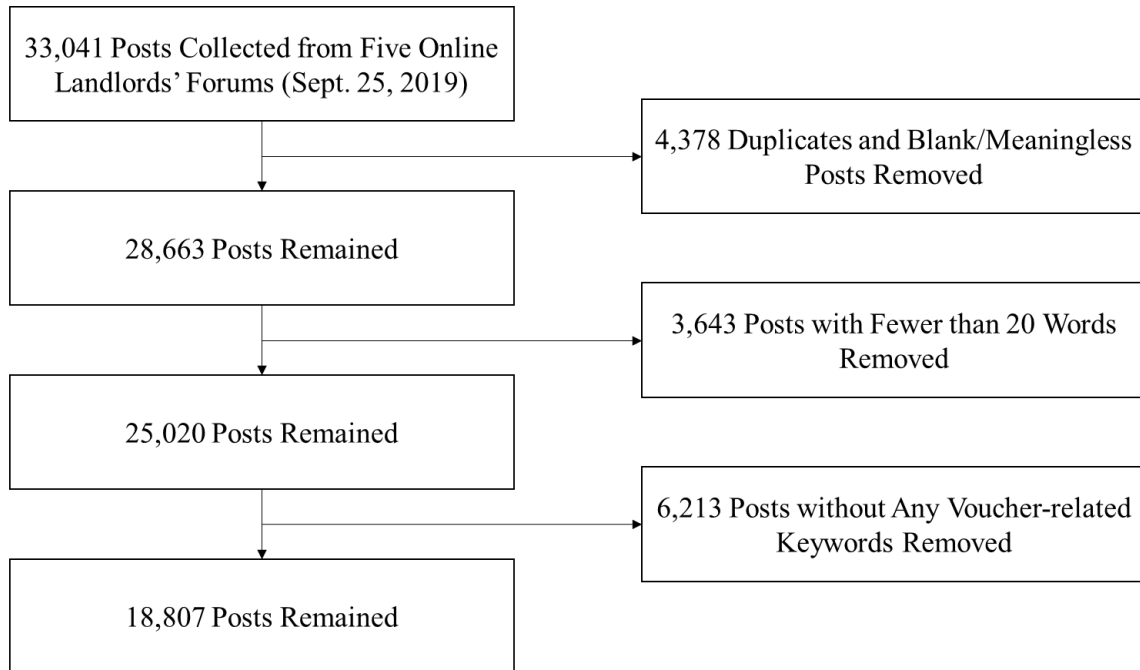 33,041 Posts Collected from Five Online
Landlords’ Forums (Sept. 25, 2019)
4,378 Duplicates and Blank/Meaningless
Posts Removed
28,663 Posts Remained
3,643 Posts with Fewer than 20 Words
Removed
25,020 Posts Remained
6,213 Posts without Any Voucher-related
Keywords Removed
18,807 Posts Remained